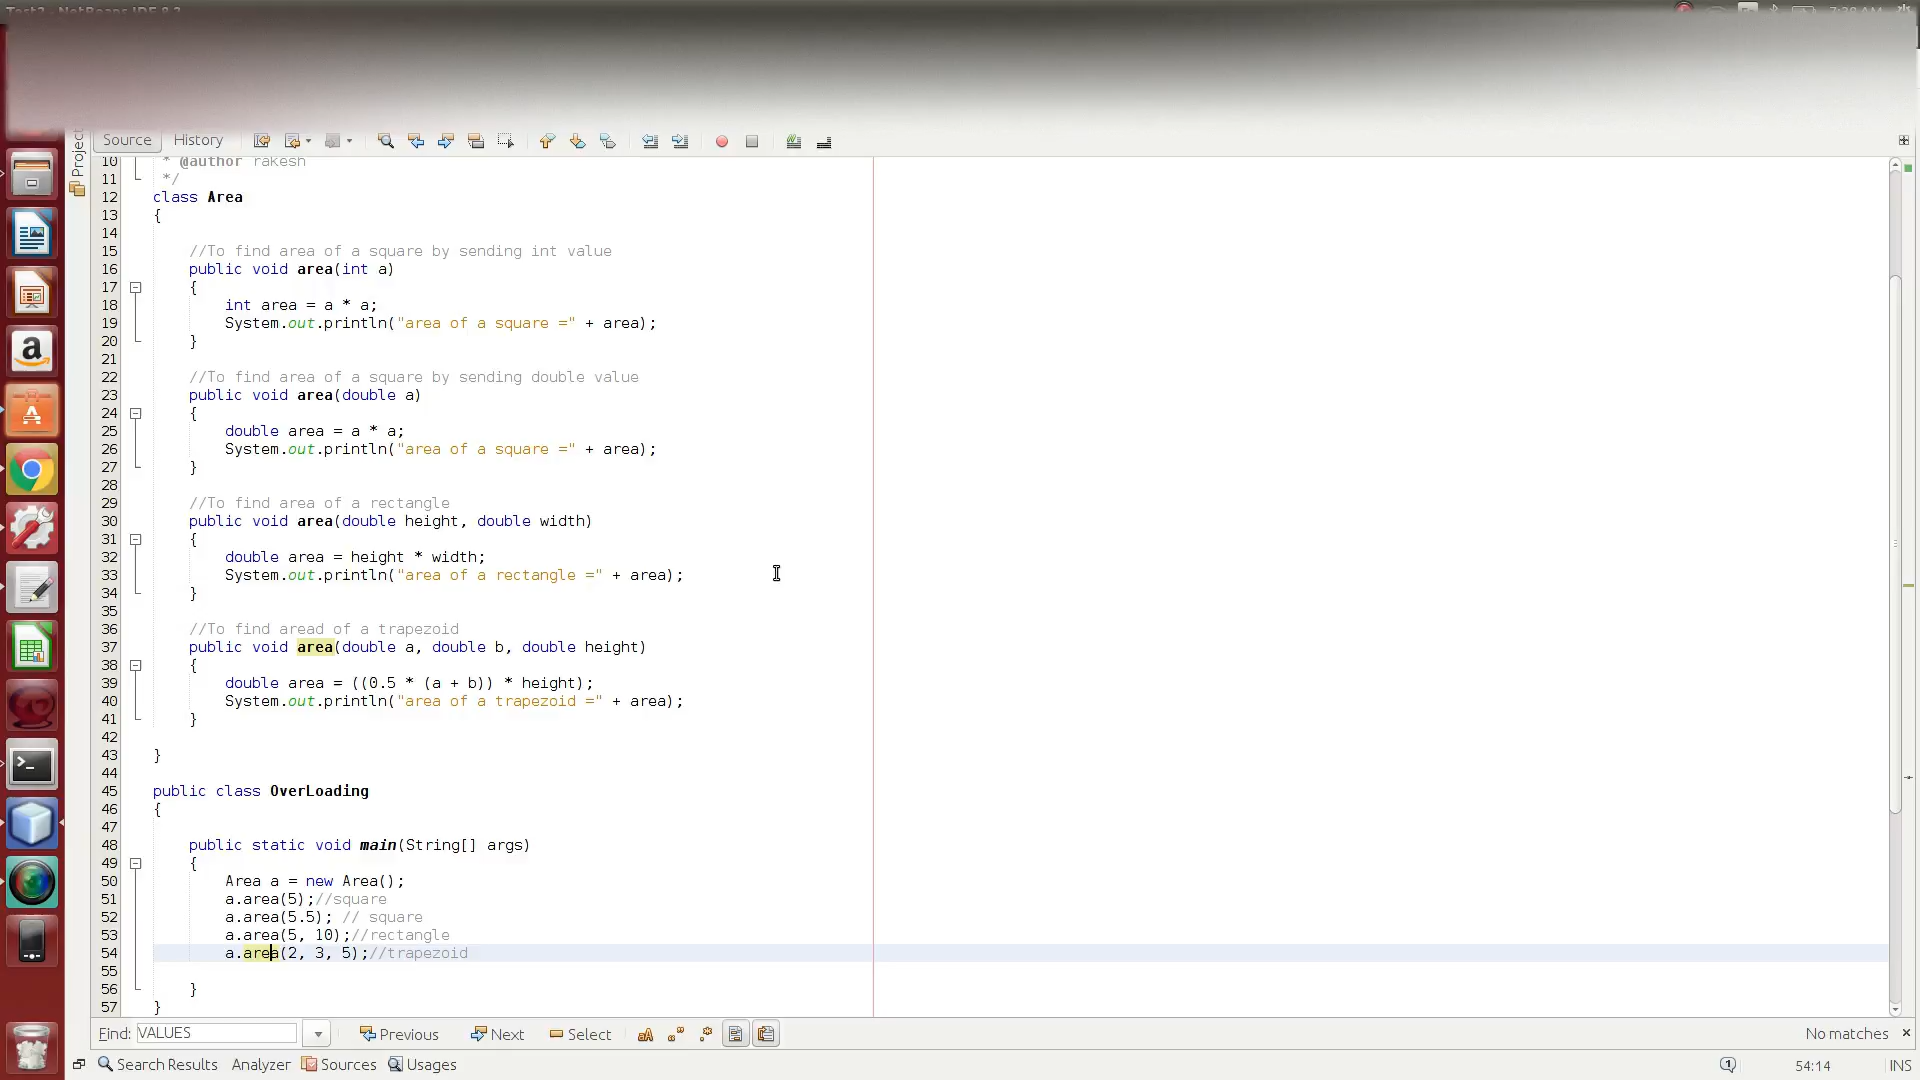 Test2 - NetBeans IDE 8.2
7:38 AM
Projec
Source History
10 * @author rakesh
11 */
12 class Area
13 {
14
15 //To find area of a square by sending int value
16 public void area(int a)
17 {
18 int area = a * a;
19 System.out.println("area of a square =" + area);
20 }
21
22 //To find area of a square by sending double value
23 public void area(double a)
24 {
25 double area = a * a;
26 System.out.println("area of a square =" + area);
27 }
28
29 //To find area of a rectangle
30 public void area(double height, double width)
31 {
32 double area = height * width;
33 System.out.println("area of a rectangle =" + area);
34 }
35
36 //To find aread of a trapezoid
37 public void area(double a, double b, double height)
38 {
39 double area = ((0.5 * (a + b)) * height);
40 System.out.println("area of a trapezoid =" + area);
41 }
42
43 }
44
45 public class OverLoading
46 {
47
48 public static void main(String[] args)
49 {
50 Area a = new Area();
51 a.area(5);//square
52 a.area(5.5); // square
53 a.area(5, 10);//rectangle
54 a.area(2, 3, 5);//trapezoid
55
56 }
57 }
Find: VALUES Previous Next Select No matches
Search Results Analyzer Sources Usages 54:14 INS